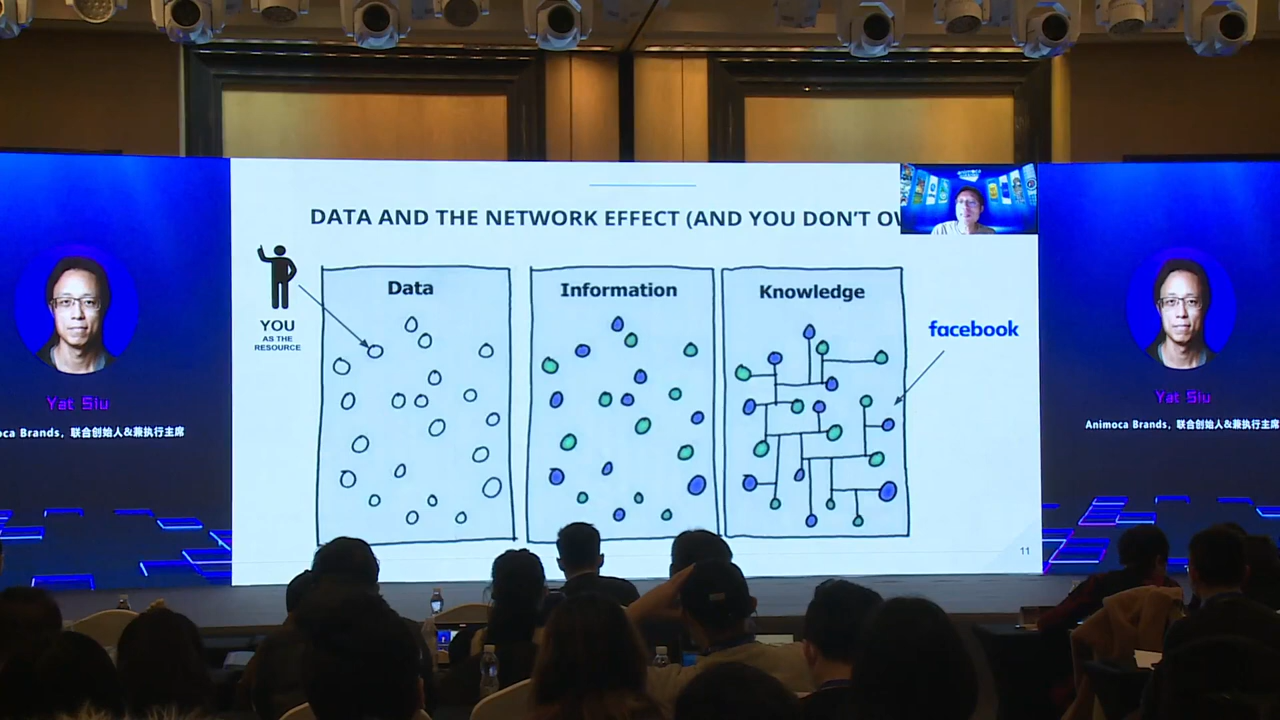 DATA AND THE NETWORK EFFECT (AND YOU DON'T
animoca
YOU
AS THE
RESOURCE
Data
Information
Knowledge
facebook
11
Yat Siu
Brands, 联合创始人&兼执行主席
Yat Siu
Animoca Brands, 联合创始人&兼执行主席